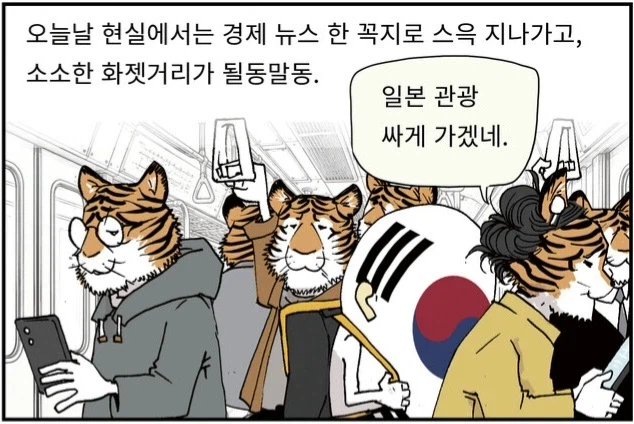 오늘날 현실에서는 경제 뉴스 한 꼭지로 스윽 지나가고,
소소한 화젯거리가 될동말동.
일본 관광
싸게 가겠네.